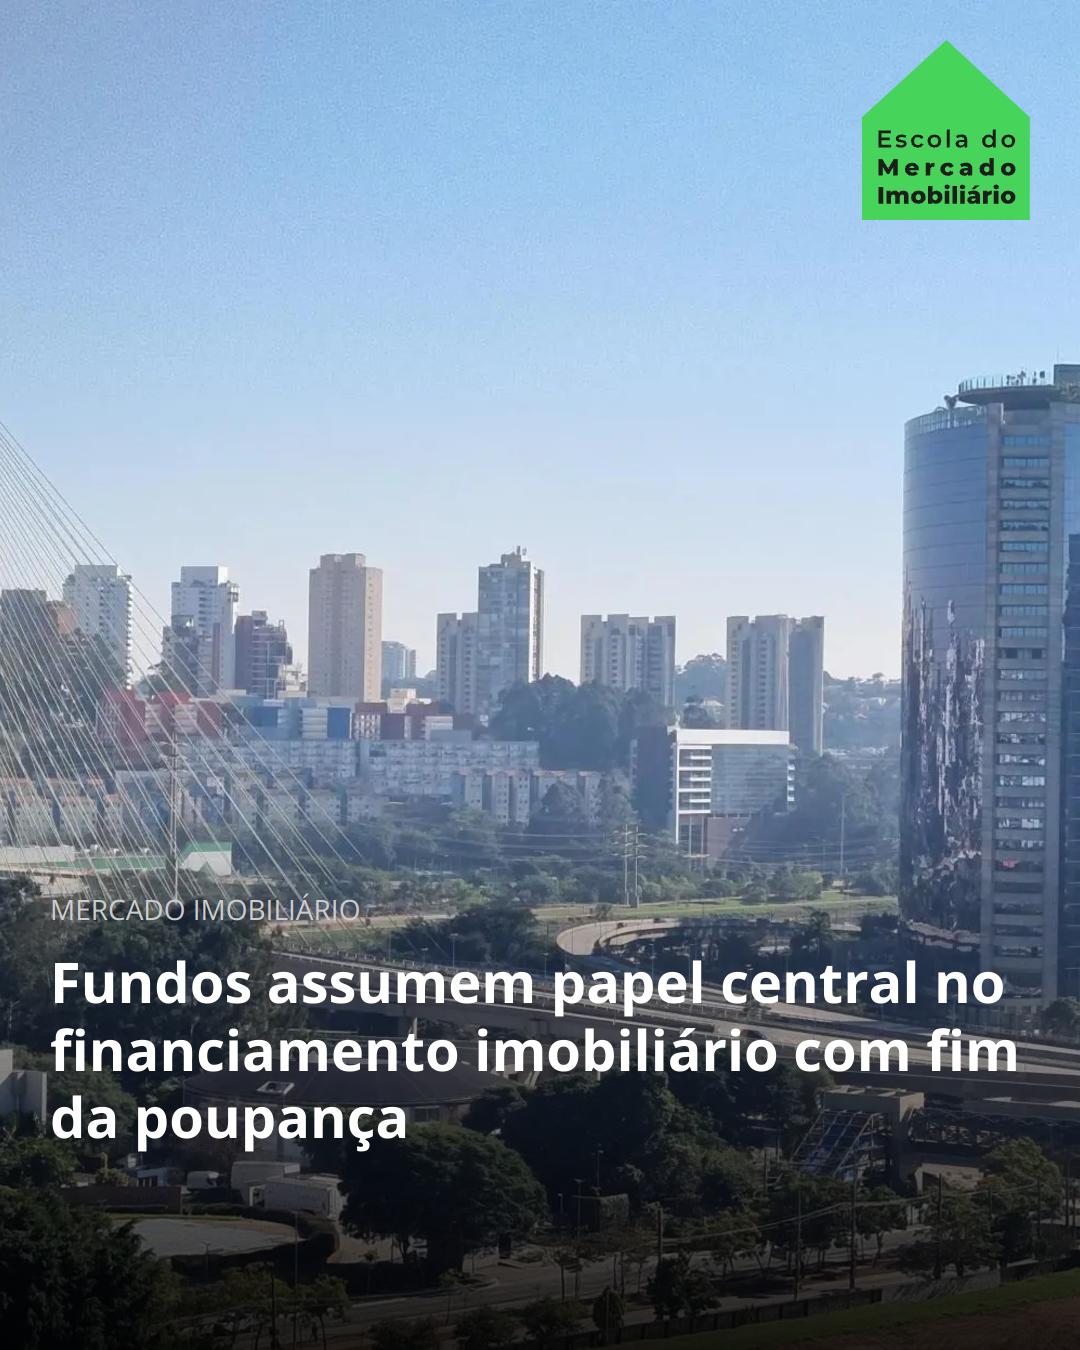 Escola do
Mercado
Imobiliário
MERCADO IMOBILIÁRIO
Fundos assumem papel central no
financiamento imobiliário com fim
da poupança